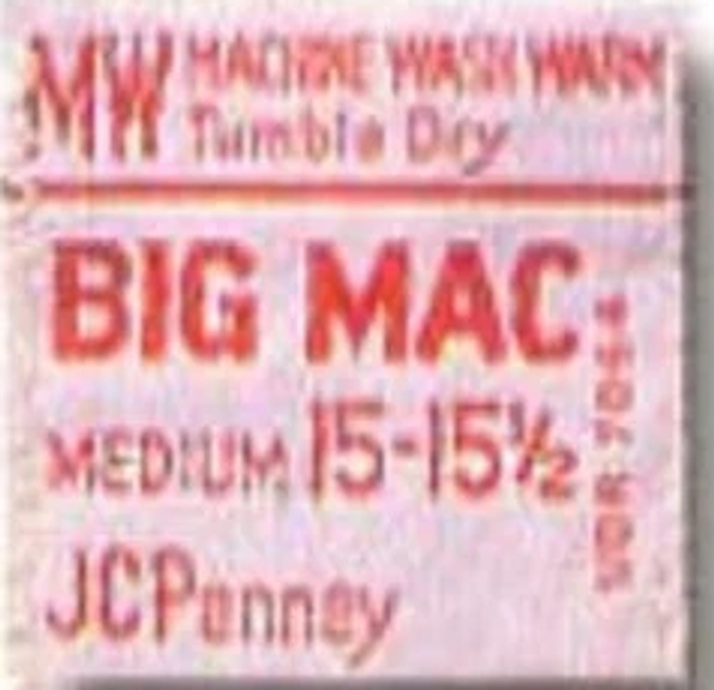 MW MACHINE WASH WARM
Tumble Dry
BIG MAC
MEDIUM 15-15½
JCPenney